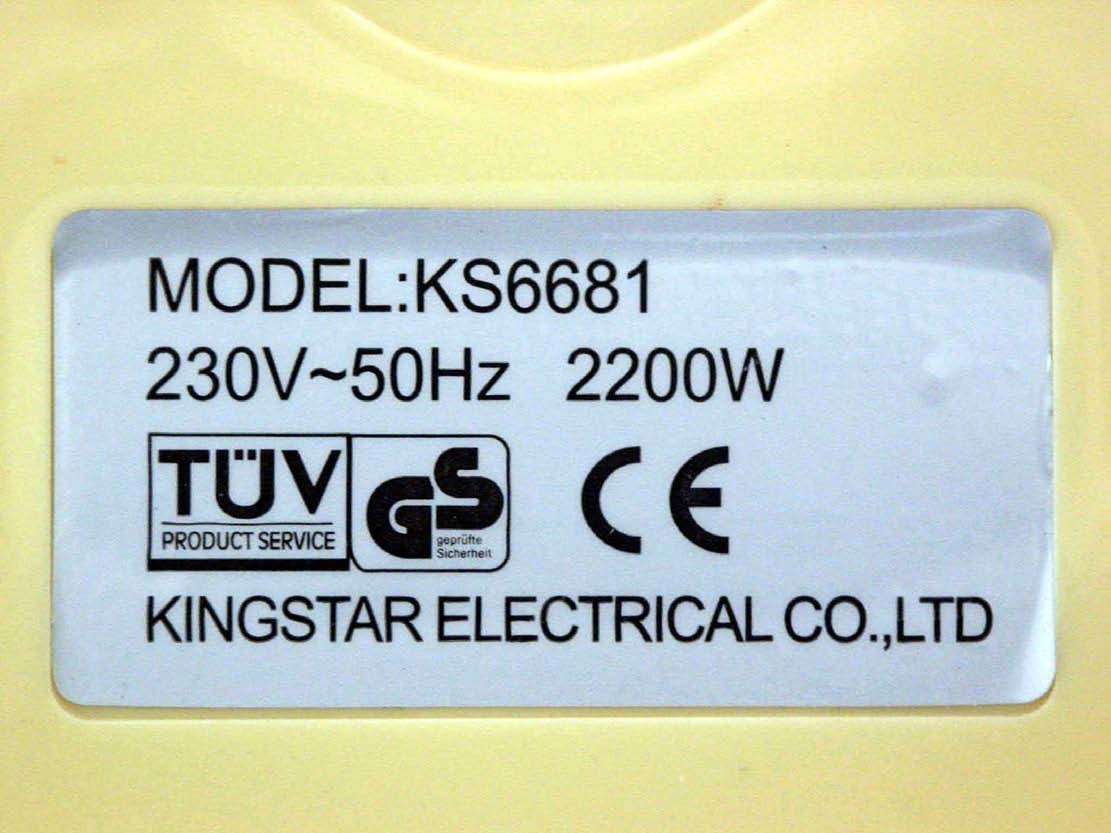 MODEL:KS6681
230V~50Hz 2200W
TÜV
PRODUCT SERVICE
GS
geprüfte
Sicherheit
CE
KINGSTAR ELECTRICAL CO.,LTD